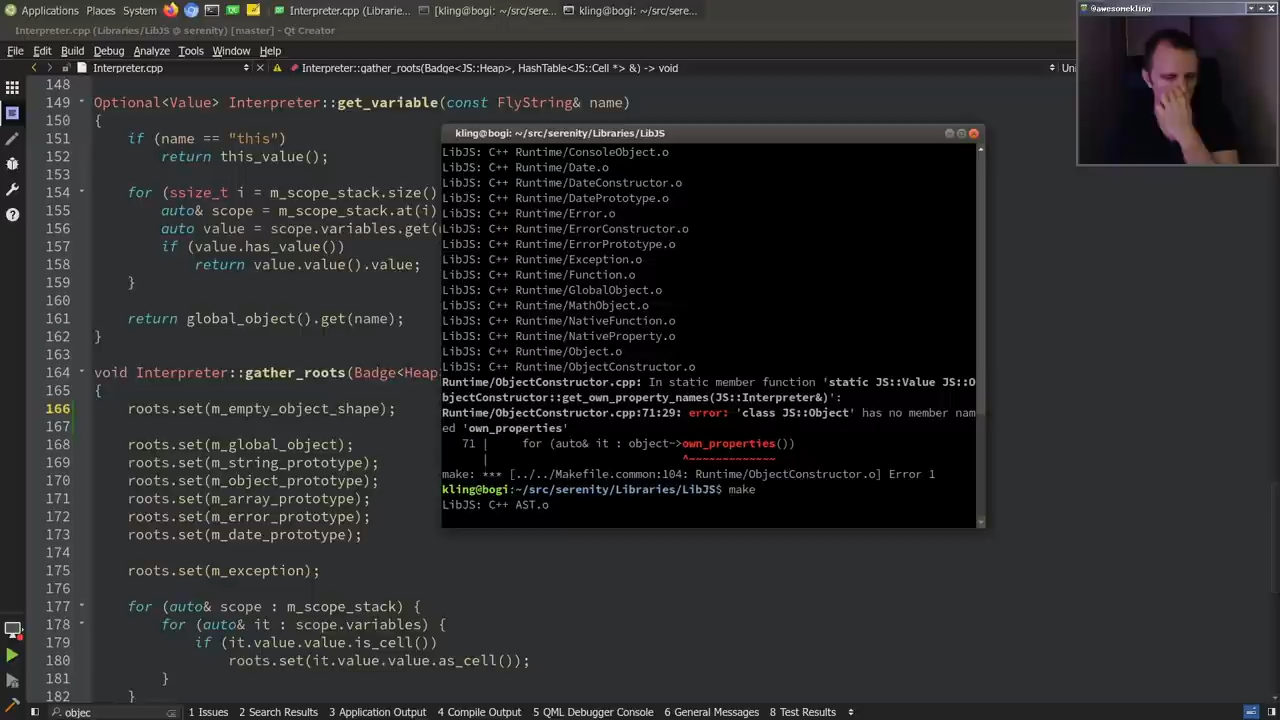 Applications Places System Interpreter.cpp (Librarie... [kling@bogi: ~/src/sere... kling@bogi: ~/src/sere...
@awesomekling
Interpreter.cpp (Libraries/LibJS @ serenity) [master] - Qt Creator
File Edit Build Debug Analyze Tools Window Help
Interpreter.cpp Interpreter::gather_roots(Badge<JS::Heap>, HashTable<JS::Cell *> &) -> void
148
149 Optional<Value> Interpreter::get_variable(const FlyString& name)
150 {
151 if (name == "this")
152 return this_value();
153
154 for (ssize_t i = m_scope_stack.size()
155 auto& scope = m_scope_stack.at(i)
156 auto value = scope.variables.get(
157 if (value.has_value())
158 return value.value().value;
159 }
160
161 return global_object().get(name);
162 }
163
164 void Interpreter::gather_roots(Badge<Heap
165 {
166 roots.set(m_empty_object_shape);
167
168 roots.set(m_global_object);
169 roots.set(m_string_prototype);
170 roots.set(m_object_prototype);
171 roots.set(m_array_prototype);
172 roots.set(m_error_prototype);
173 roots.set(m_date_prototype);
174
175 roots.set(m_exception);
176
177 for (auto& scope : m_scope_stack) {
178 for (auto& it : scope.variables) {
179 if (it.value.value.is_cell())
180 roots.set(it.value.value.as_cell());
181 }
182 }
kling@bogi: ~/src/serenity/Libraries/LibJS
LibJS: C++ Runtime/ConsoleObject.o
LibJS: C++ Runtime/Date.o
LibJS: C++ Runtime/DateConstructor.o
LibJS: C++ Runtime/DatePrototype.o
LibJS: C++ Runtime/Error.o
LibJS: C++ Runtime/ErrorConstructor.o
LibJS: C++ Runtime/ErrorPrototype.o
LibJS: C++ Runtime/Exception.o
LibJS: C++ Runtime/Function.o
LibJS: C++ Runtime/GlobalObject.o
LibJS: C++ Runtime/MathObject.o
LibJS: C++ Runtime/NativeFunction.o
LibJS: C++ Runtime/NativeProperty.o
LibJS: C++ Runtime/Object.o
LibJS: C++ Runtime/ObjectConstructor.o
Runtime/ObjectConstructor.cpp: In static member function 'static JS::Value JS::O
bjectConstructor::get_own_property_names(JS::Interpreter&)':
Runtime/ObjectConstructor.cpp:71:29: error: 'class JS::Object' has no member nam
ed 'own_properties'
71 | for (auto& it : object->own_properties())
| ^~~~~~~~~~~~~~
make: *** [../../Makefile.common:104: Runtime/ObjectConstructor.o] Error 1
kling@bogi:~/src/serenity/Libraries/LibJS$ make
LibJS: C++ AST.o
objec 1 Issues 2 Search Results 3 Application Output 4 Compile Output 5 QML Debugger Console 6 General Messages 8 Test Results